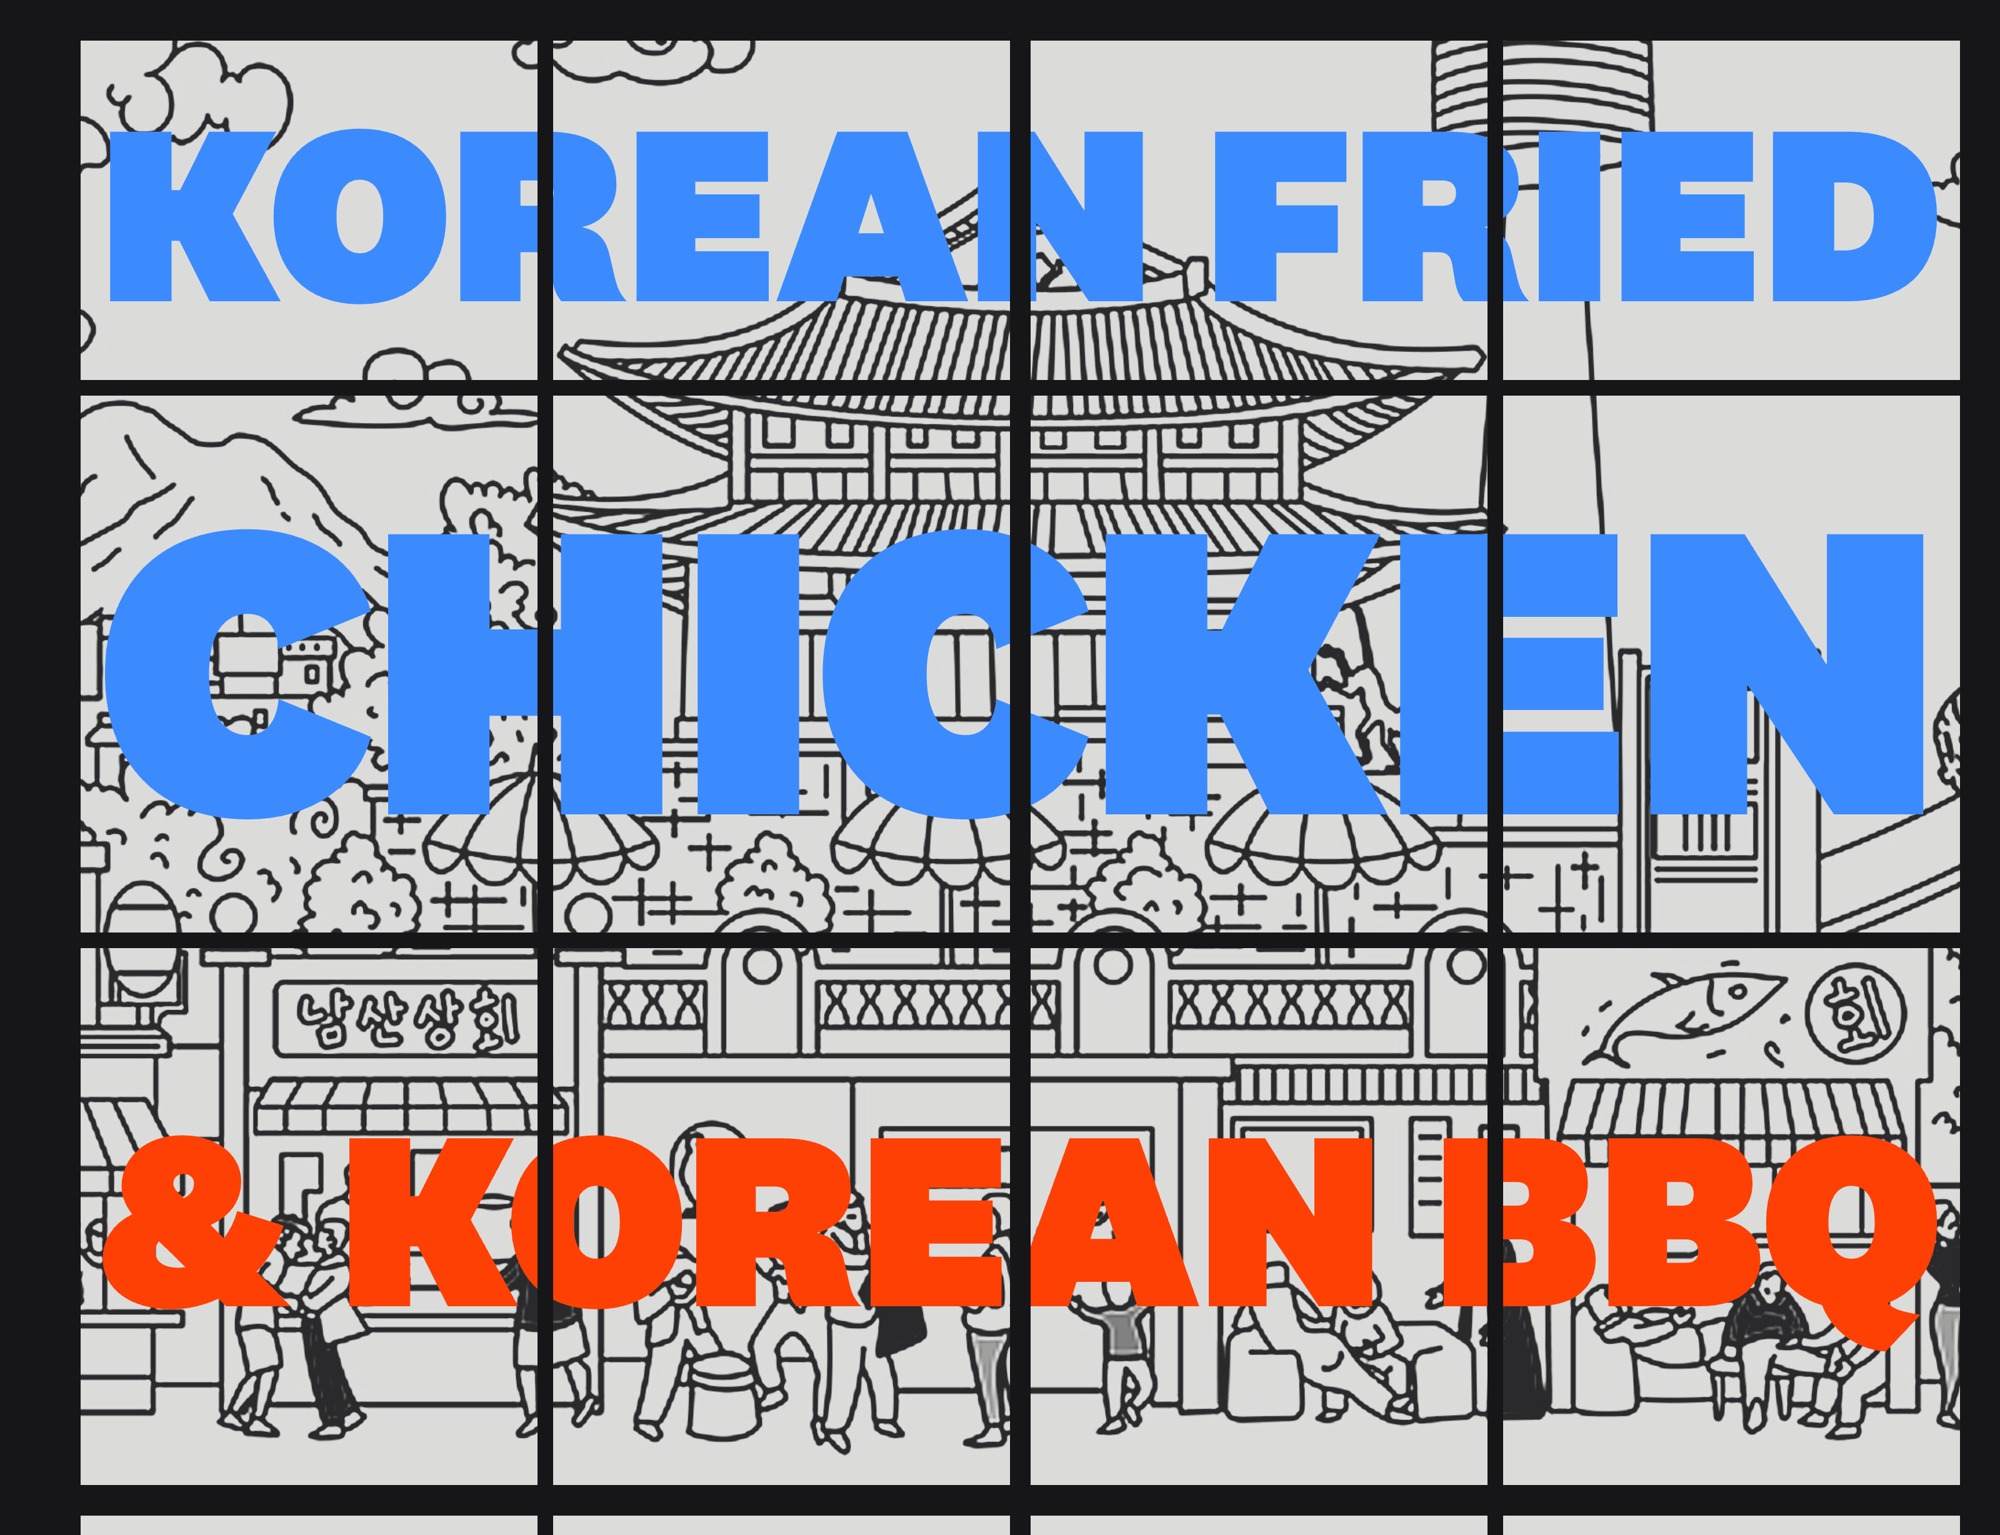 KOREAN FRIED
CHICKEN
남산상회
회
& KOREAN BBQ